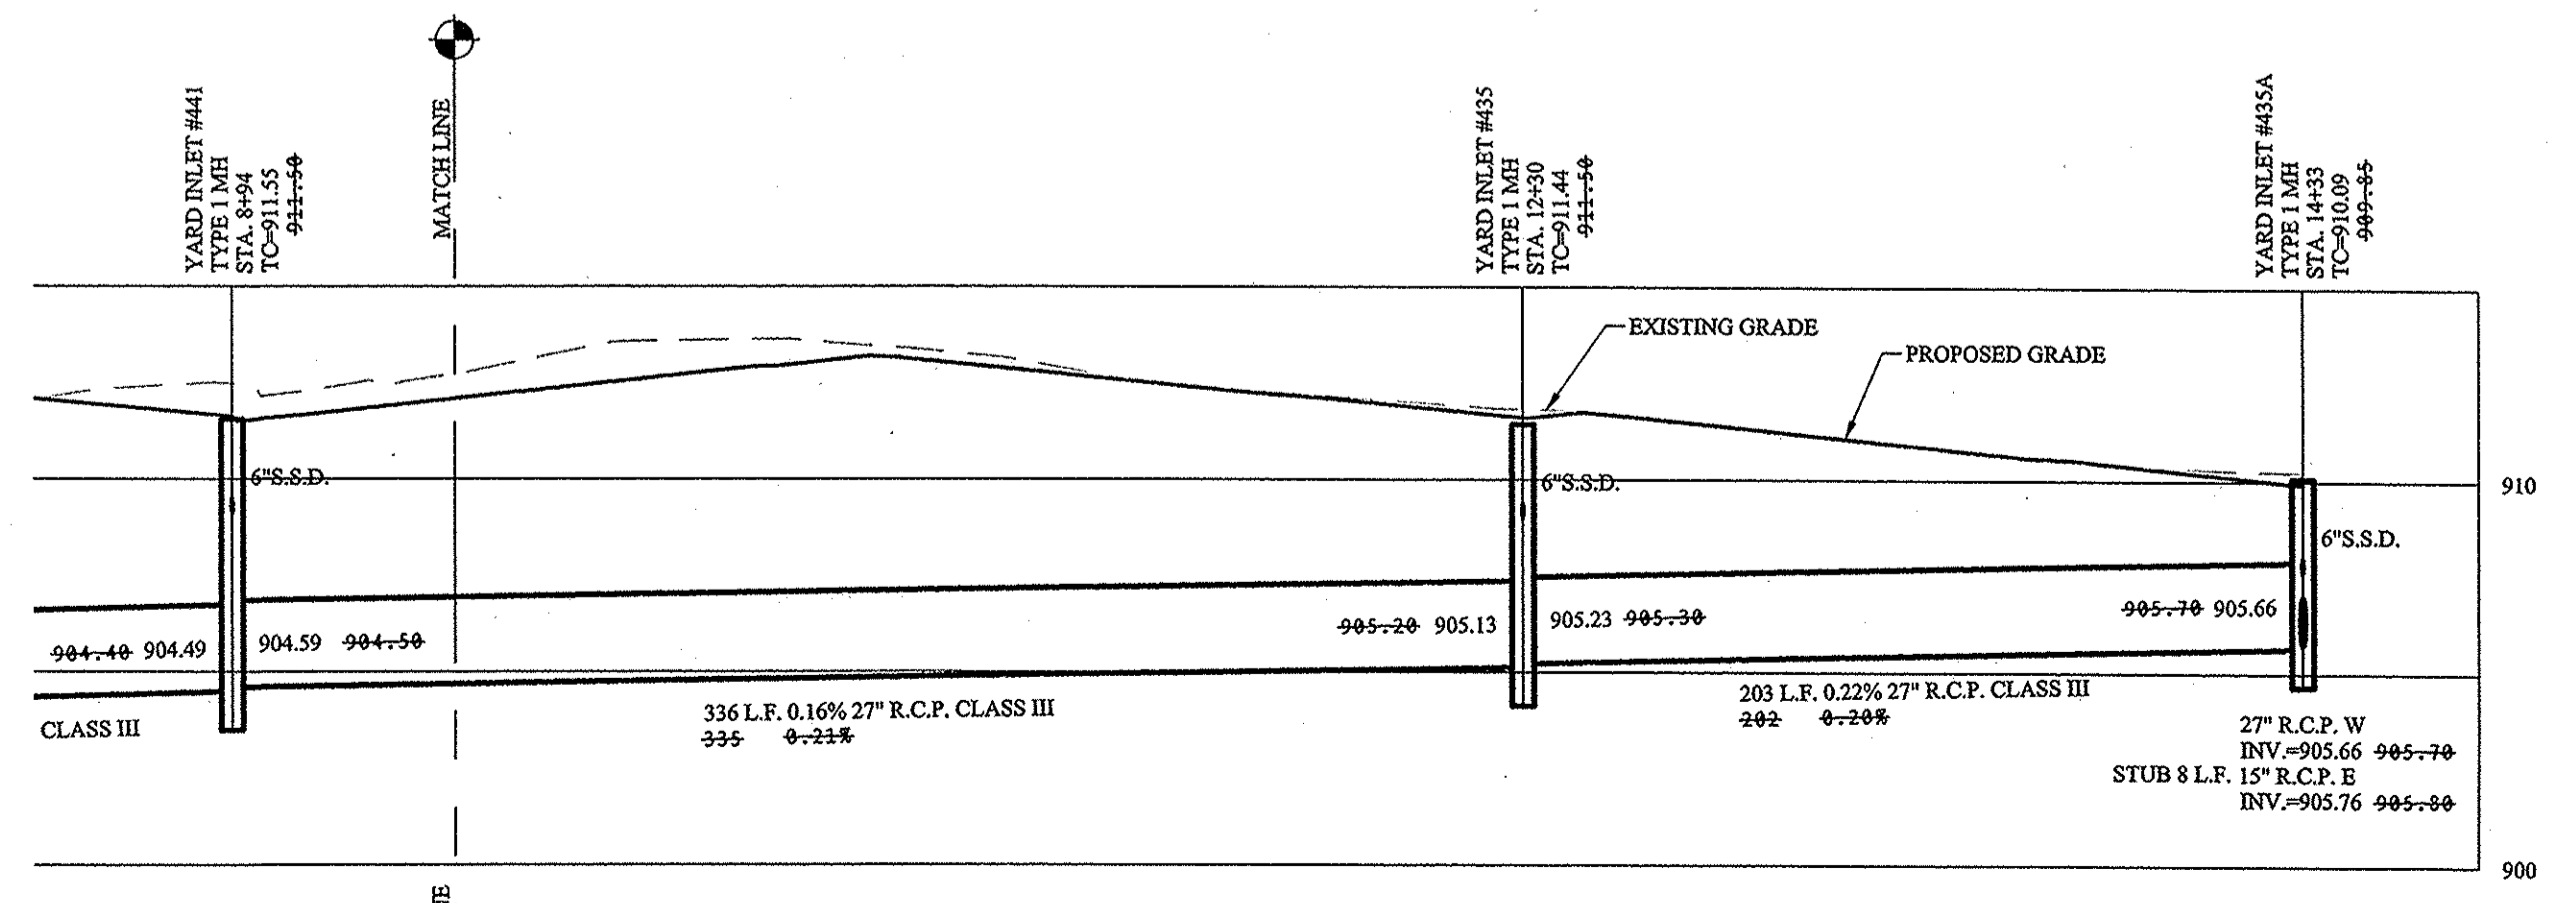 YARD INLET #441
TYPE 1 MH
STA. 8+94
TC=911.55
911.50
MATCH LINE
YARD INLET #435
TYPE 1 MH
STA. 12+30
TC=911.44
911.50
YARD INLET #435A
TYPE 1 MH
STA. 14+33
TC=910.09
909.85
EXISTING GRADE
PROPOSED GRADE
6"S.S.D.
6"S.S.D.
910
6"S.S.D.
904.40 904.49
904.59 904.50
905.20 905.13
905.23 905.30
905.70 905.66
CLASS III
336 L.F. 0.16% 27" R.C.P. CLASS III
335 0.21%
203 L.F. 0.22% 27" R.C.P. CLASS III
202 0.20%
27" R.C.P. W
INV.=905.66 905.70
STUB 8 L.F. 15" R.C.P. E
INV.=905.76 905.80
900